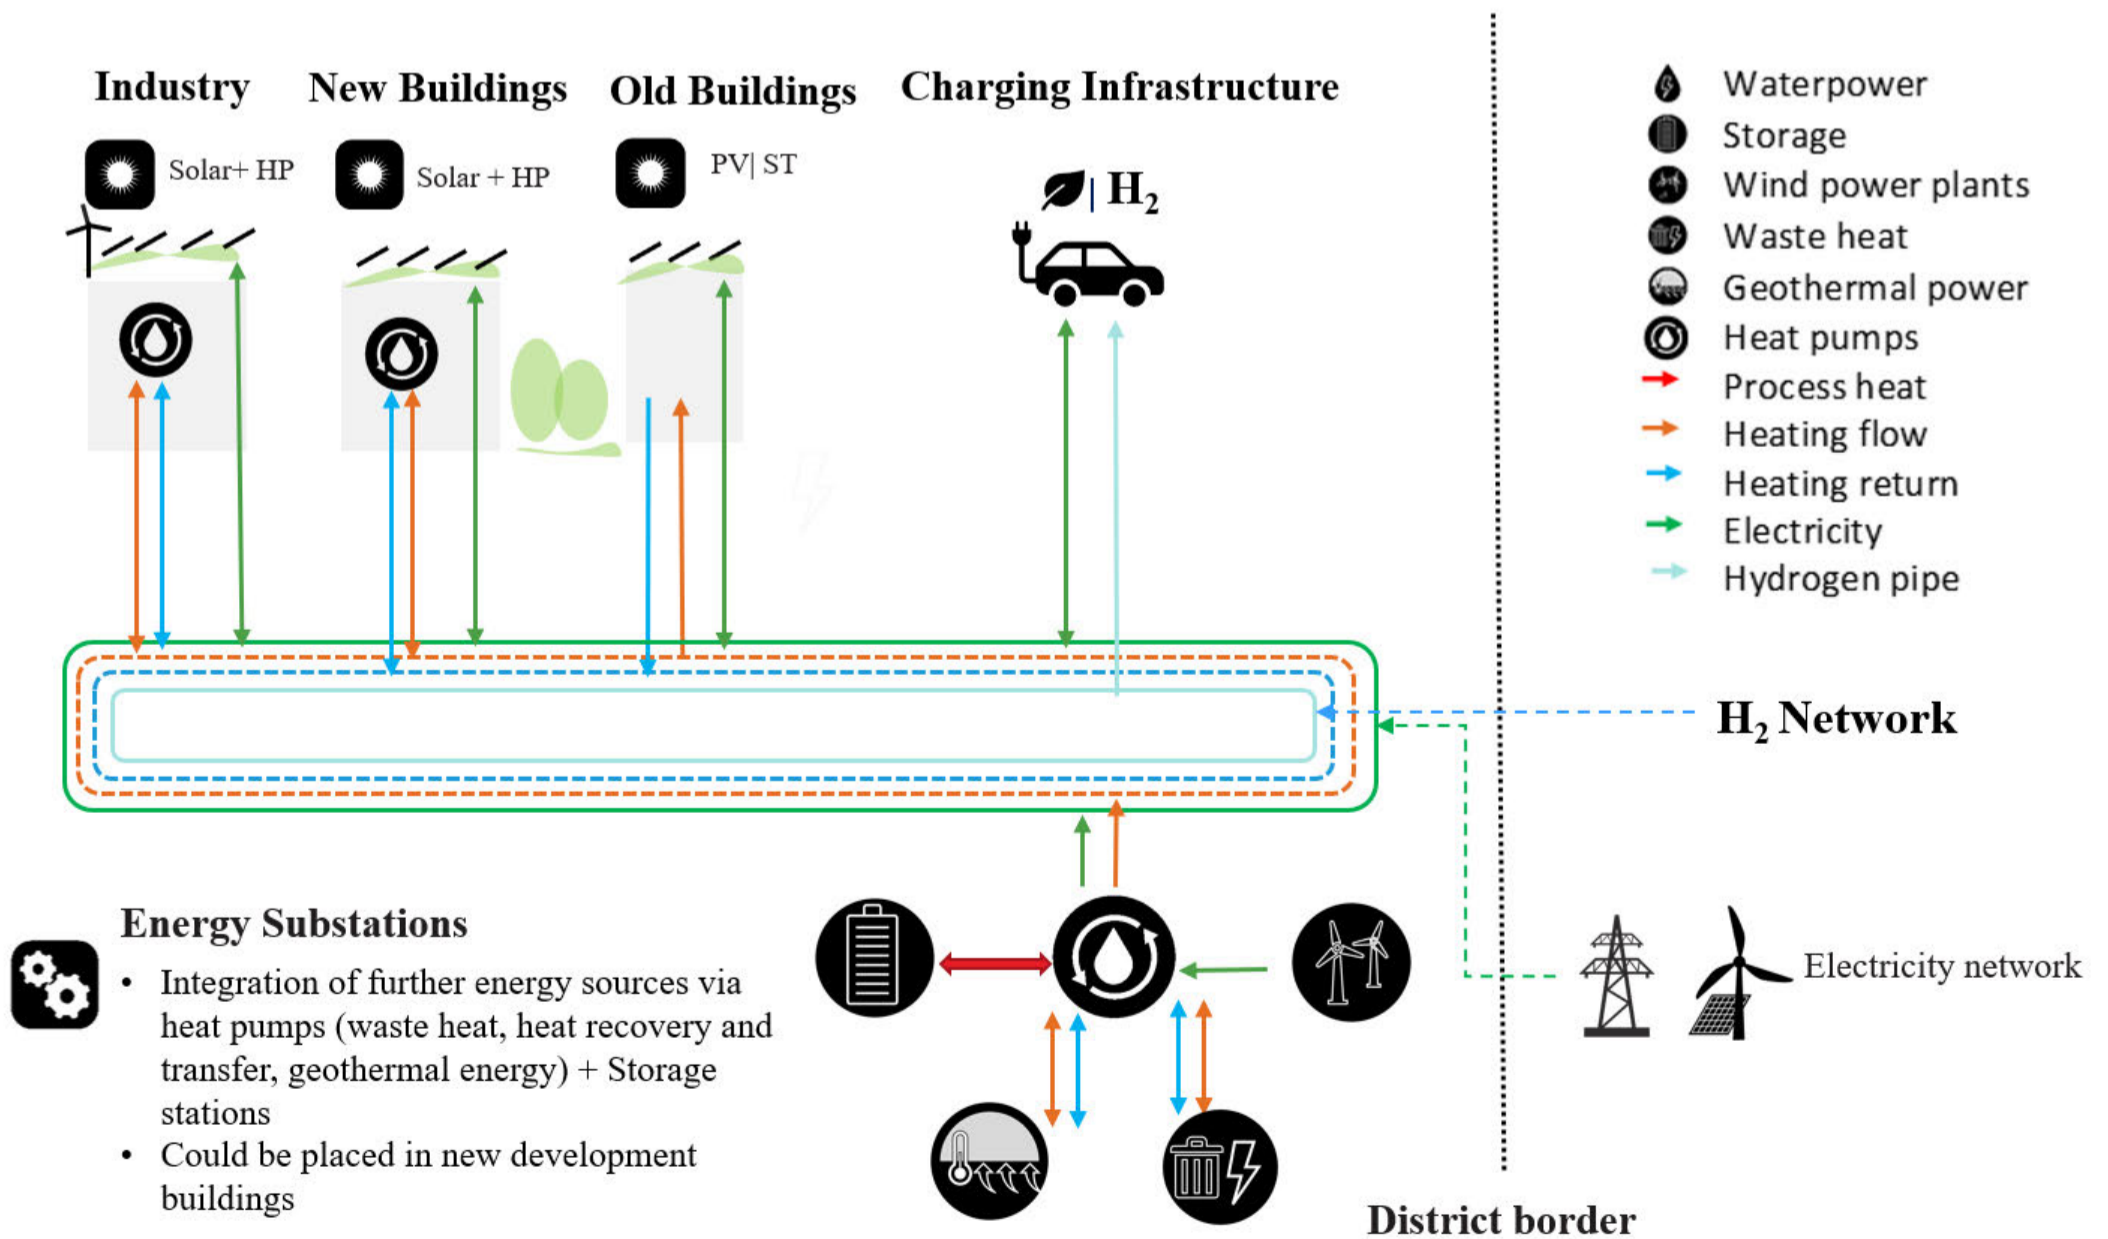 Industry
New Buildings
Old Buildings
Charging Infrastructure
Solar+ HP
Solar + HP
PV| ST
| H₂
Waterpower
Storage
Wind power plants
Waste heat
Geothermal power
Heat pumps
Process heat
Heating flow
Heating return
Electricity
Hydrogen pipe
H₂ Network
Energy Substations
• Integration of further energy sources via
heat pumps (waste heat, heat recovery and
transfer, geothermal energy) + Storage
stations
• Could be placed in new development
buildings
Electricity network
District border